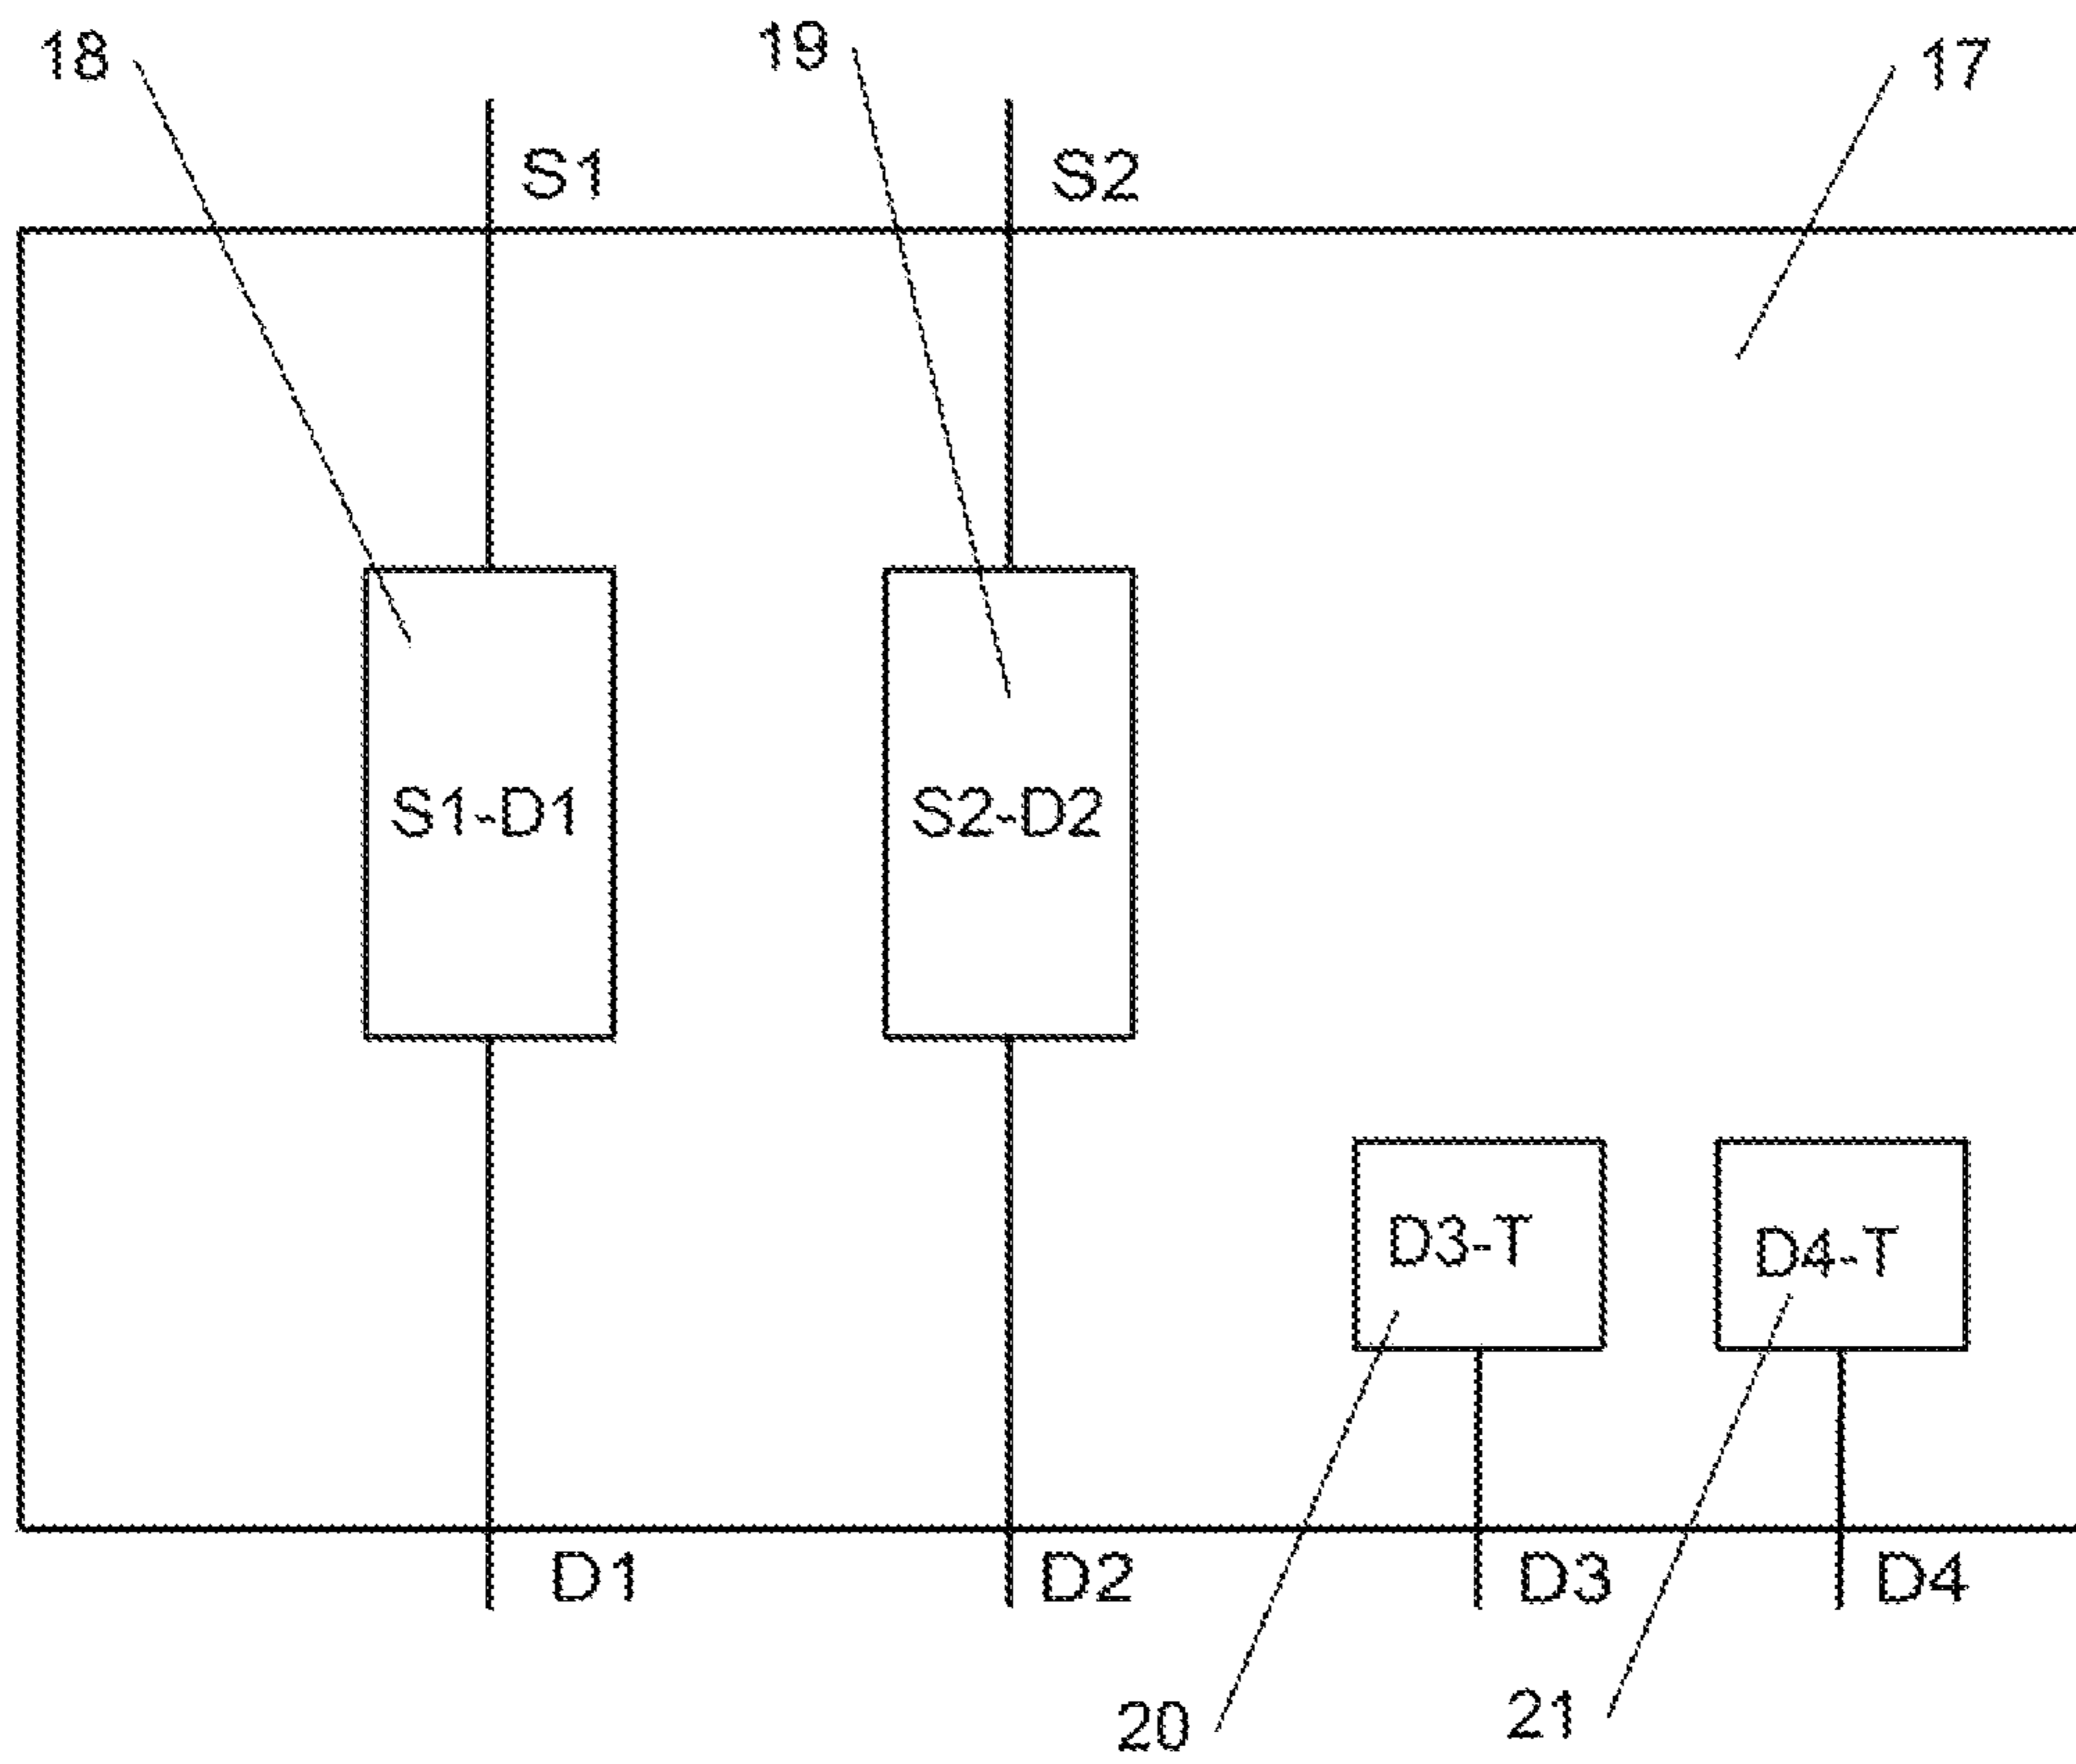 18 19 17
S1 S2
S1-D1 S2-D2
D3-T D4-T
D1 D2 D3 D4
20 21